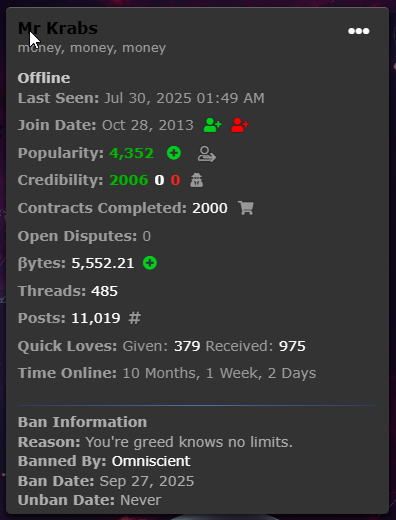 Mr Krabs
money, money, money
Offline
Last Seen: Jul 30, 2025 01:49 AM
Join Date: Oct 28, 2013
Popularity: 4,352
Credibility: 2006 0 0
Contracts Completed: 2000
Open Disputes: 0
βytes: 5,552.21
Threads: 485
Posts: 11,019 #
Quick Loves: Given: 379 Received: 975
Time Online: 10 Months, 1 Week, 2 Days
Ban Information
Reason: You're greed knows no limits.
Banned By: Omniscient
Ban Date: Sep 27, 2025
Unban Date: Never